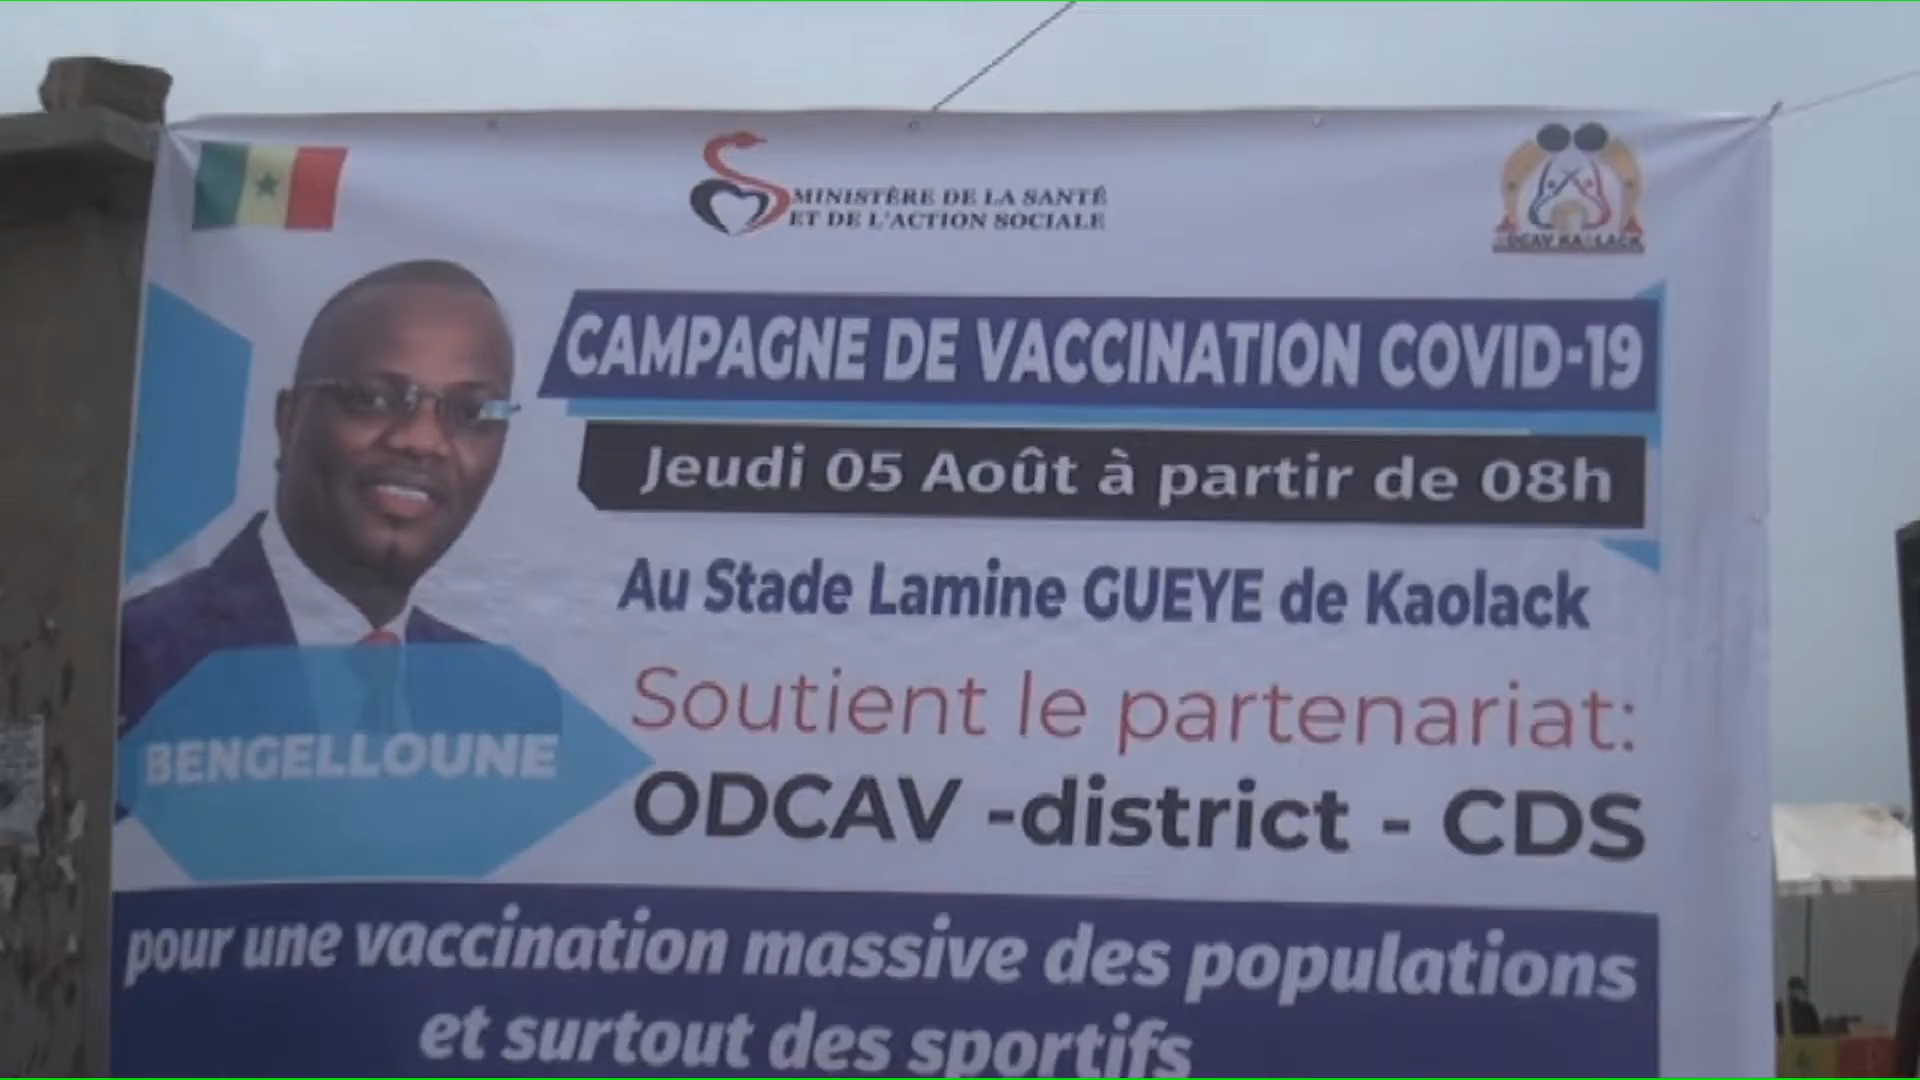 MINISTÈRE DE LA SANTÉ
ET DE L'ACTION SOCIALE
ODCAV KAOLACK
CAMPAGNE DE VACCINATION COVID-19
Jeudi 05 Août à partir de 08h
Au Stade Lamine GUEYE de Kaolack
Soutient le partenariat:
BENGELLOUNE
ODCAV -district - CDS
pour une vaccination massive des populations
et surtout des sportifs